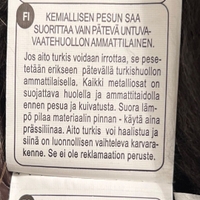 FI
KEMIALLISEN PESUN SAA
SUORITTAA VAIN PÄTEVÄ UNTUVA-
VAATEHUOLLON AMMATTILAINEN.
Jos aito turkis voidaan irrottaa, se pese-
tetään erikseen pätevällä turkishuollon
ammattilaisella. Kaikki metalliosat on
suojattava huolella ja ammattitaidolla
ennen pesua ja kuivatusta. Suora läm-
pö pilaa materiaalin pinnan - käytä aina
prässiliinaa. Aito turkis voi haalistua ja
siinä on luonnollisen vaihteleva karvara-
kenne. Se ei ole reklamaation peruste.